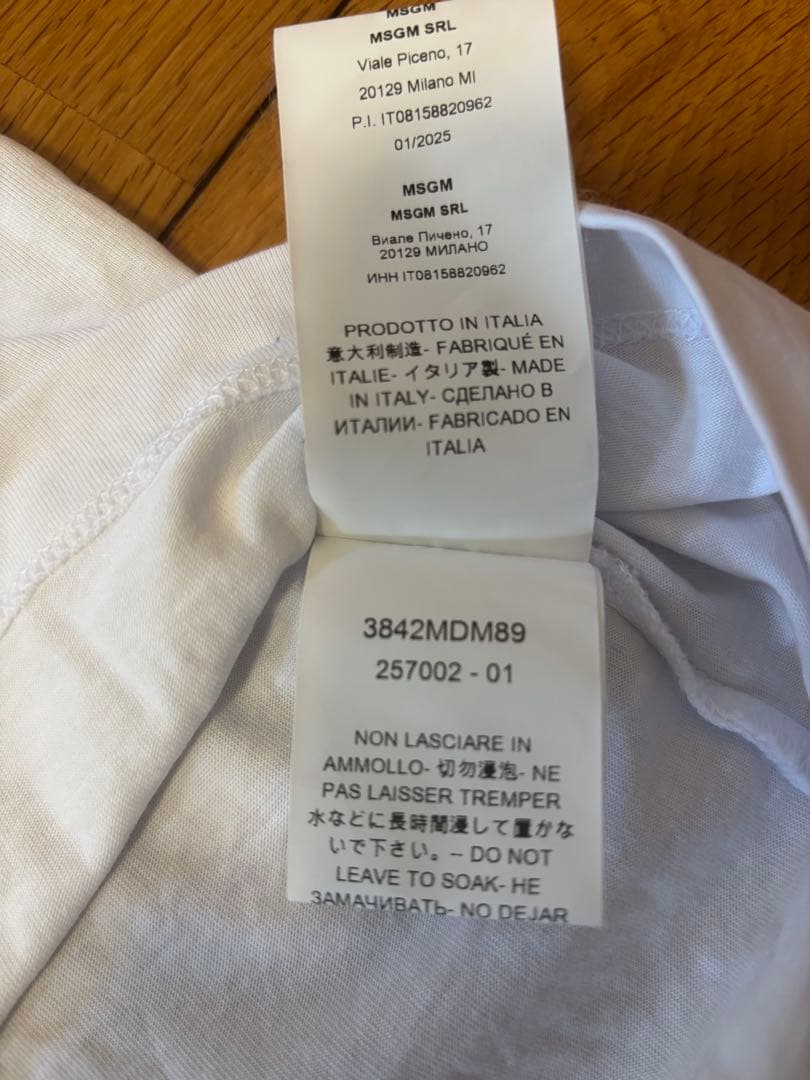 MSGM
MSGM SRL
Viale Piceno, 17
20129 Milano MI
P.I. IT08158820962
01/2025
MSGM
MSGM SRL
Виале Пичено, 17
20129 МИЛАНО
ИНН IT08158820962
PRODOTTO IN ITALIA
意大利制造- FABRIQUÉ EN
ITALIE- イタリア製- MADE
IN ITALY- СДЕЛАНО В
ИТАЛИИ- FABRICADO EN
ITALIA
3842MDM89
257002 - 01
NON LASCIARE IN
AMMOLLO- 切勿浸泡- NE
PAS LAISSER TREMPER
水などに長時間浸して置かな
いで下さい。– DO NOT
LEAVE TO SOAK- НЕ
ЗАМАЧИВАТЬ- NO DEJAR